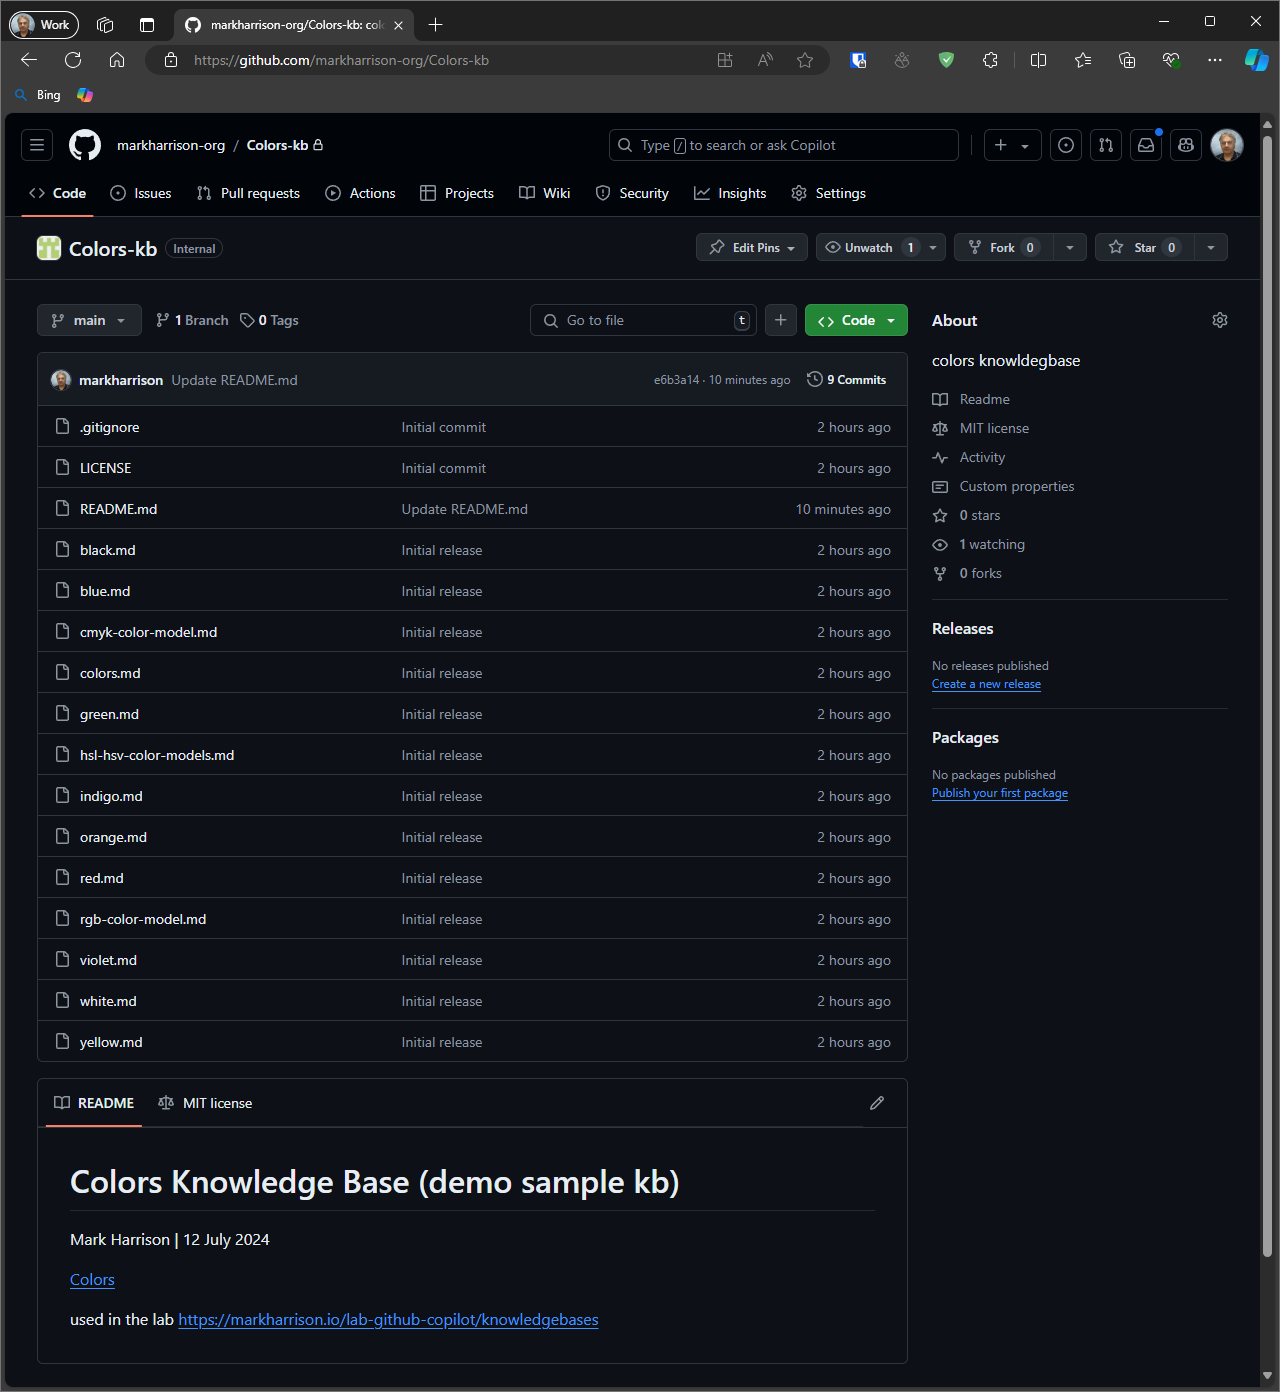 Work
markharrison-org/Colors-kb: col
https://github.com/markharrison-org/Colors-kb
Bing
markharrison-org / Colors-kb
Type / to search or ask Copilot
Code Issues Pull requests Actions Projects Wiki Security Insights Settings
Colors-kb Internal
Edit Pins Unwatch 1 Fork 0 Star 0
main 1 Branch 0 Tags
Go to file t
Code
markharrison Update README.md e6b3a14 · 10 minutes ago 9 Commits
.gitignore Initial commit 2 hours ago
LICENSE Initial commit 2 hours ago
README.md Update README.md 10 minutes ago
black.md Initial release 2 hours ago
blue.md Initial release 2 hours ago
cmyk-color-model.md Initial release 2 hours ago
colors.md Initial release 2 hours ago
green.md Initial release 2 hours ago
hsl-hsv-color-models.md Initial release 2 hours ago
indigo.md Initial release 2 hours ago
orange.md Initial release 2 hours ago
red.md Initial release 2 hours ago
rgb-color-model.md Initial release 2 hours ago
violet.md Initial release 2 hours ago
white.md Initial release 2 hours ago
yellow.md Initial release 2 hours ago
README MIT license
Colors Knowledge Base (demo sample kb)
Mark Harrison | 12 July 2024
Colors
used in the lab https://markharrison.io/lab-github-copilot/knowledgebases
About
colors knowldegbase
Readme
MIT license
Activity
Custom properties
0 stars
1 watching
0 forks
Releases
No releases published
Create a new release
Packages
No packages published
Publish your first package